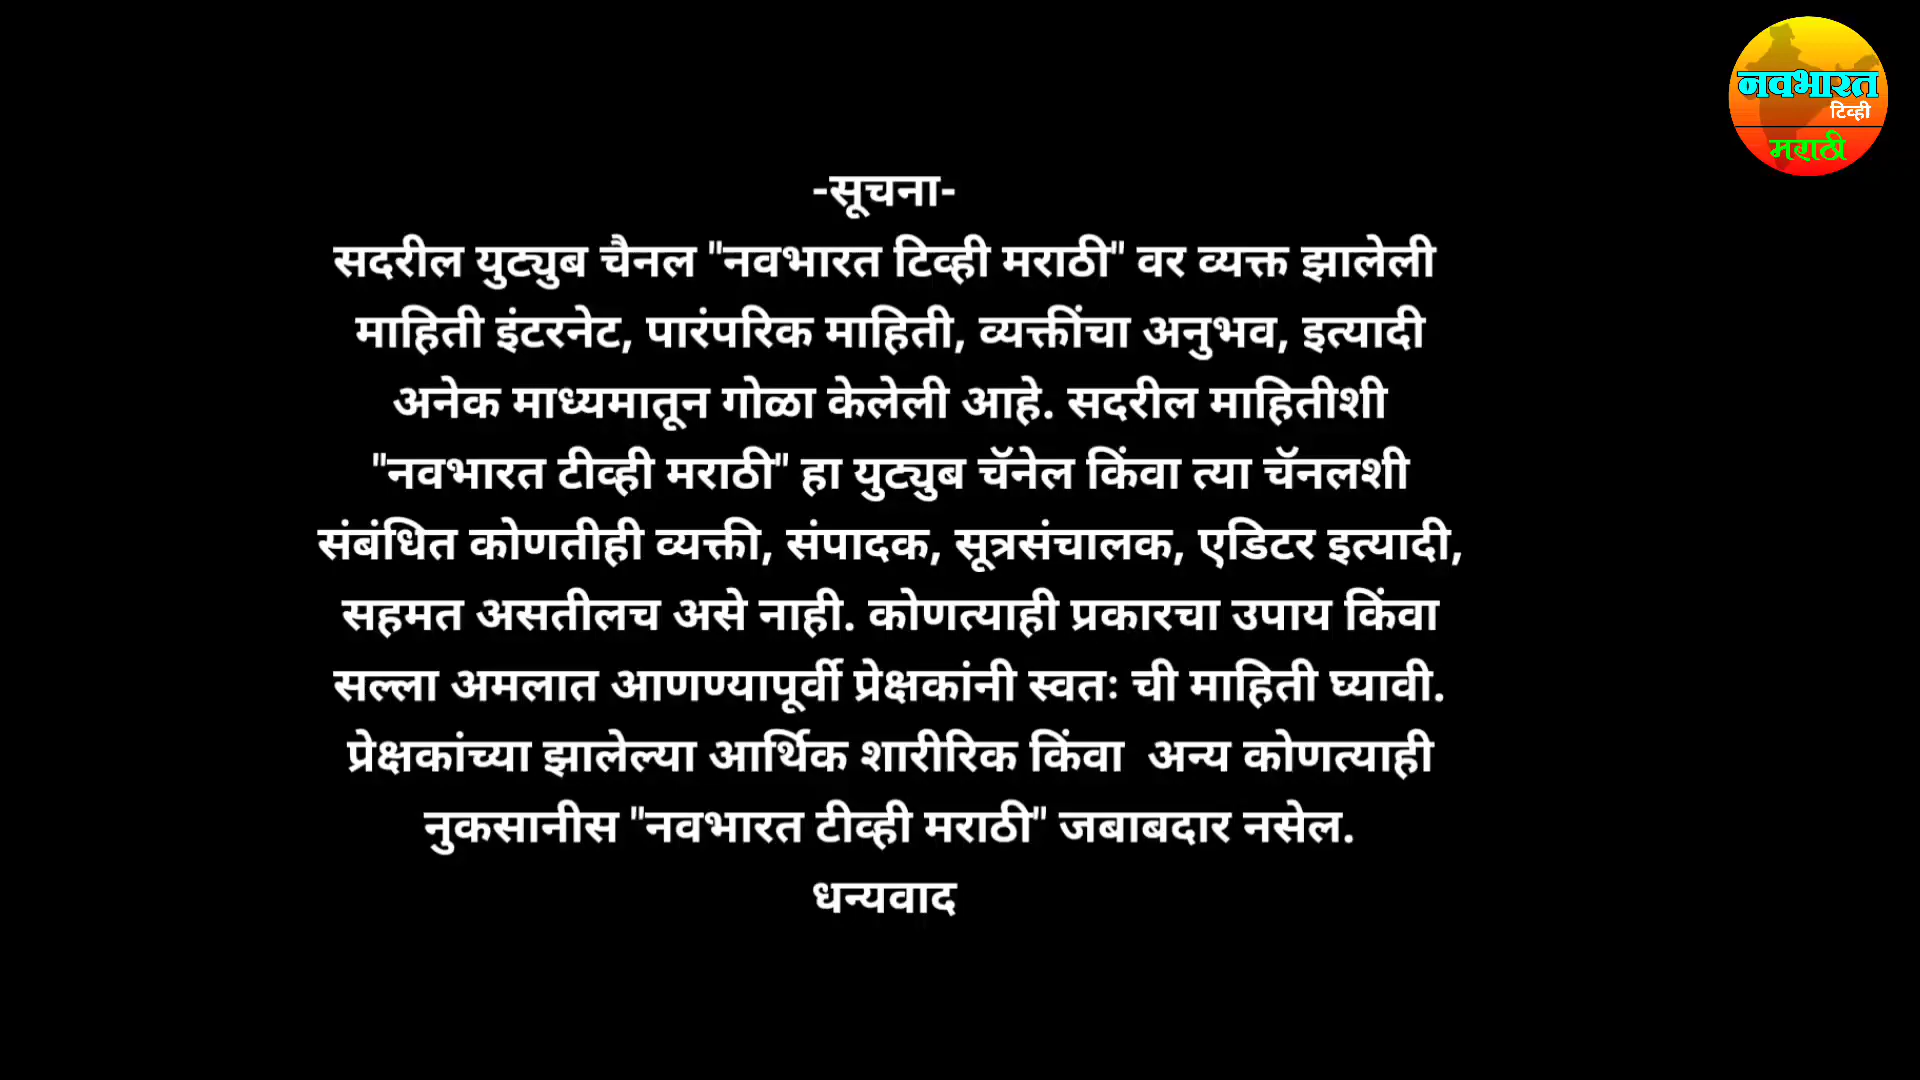 नवभारत
टिव्ही
मराठी
-सूचना-
सदरील युट्युब चैनल "नवभारत टिव्ही मराठी" वर व्यक्त झालेली
माहिती इंटरनेट, पारंपरिक माहिती, व्यक्तींचा अनुभव, इत्यादी
अनेक माध्यमातून गोळा केलेली आहे. सदरील माहितीशी
"नवभारत टीव्ही मराठी" हा युट्युब चॅनेल किंवा त्या चॅनलशी
संबंधित कोणतीही व्यक्ती, संपादक, सूत्रसंचालक, एडिटर इत्यादी,
सहमत असतीलच असे नाही. कोणत्याही प्रकारचा उपाय किंवा
सल्ला अमलात आणण्यापूर्वी प्रेक्षकांनी स्वतः ची माहिती घ्यावी.
प्रेक्षकांच्या झालेल्या आर्थिक शारीरिक किंवा  अन्य कोणत्याही
नुकसानीस "नवभारत टीव्ही मराठी" जबाबदार नसेल.
धन्यवाद